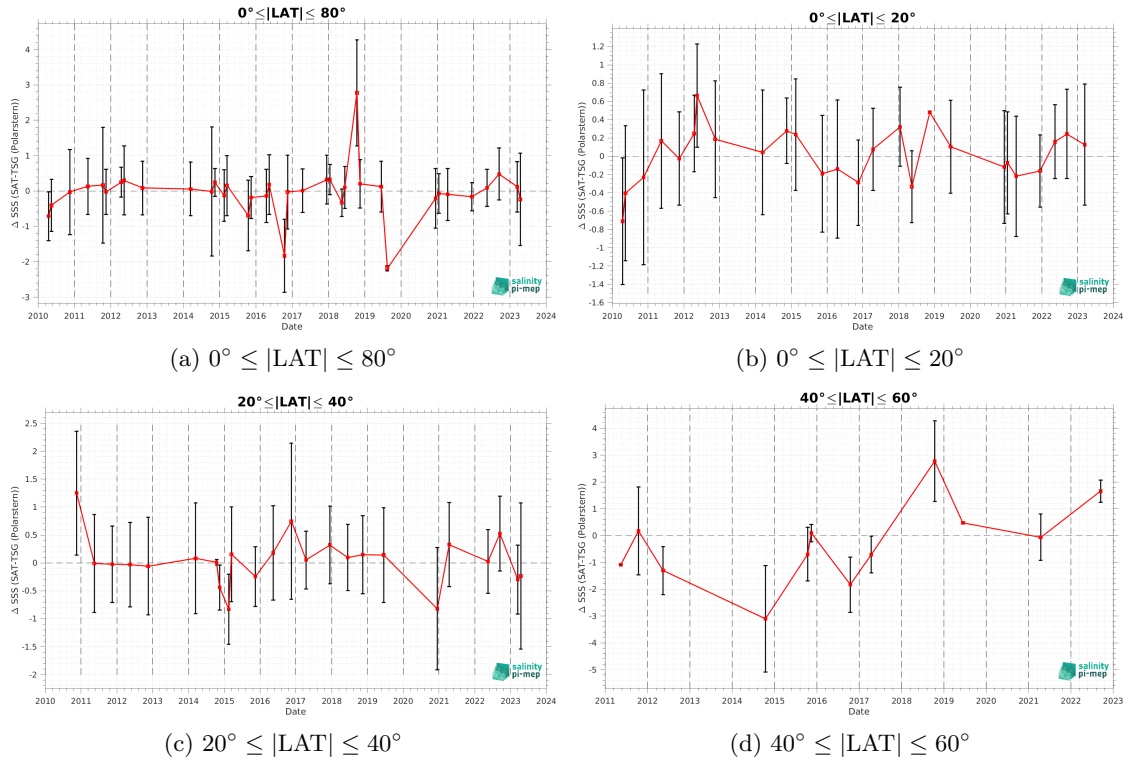 0°≤|LAT|≤ 80°
Δ SSS (SAT-TSG (Polarstern))
4
3
2
1
0
-1
-2
-3
2010 2011 2012 2013 2014 2015 2016 2017 2018 2019 2020 2021 2022 2023 2024
Date
salinity
pi-mep
(a) 0° ≤ |LAT| ≤ 80°
0°≤|LAT|≤ 20°
Δ SSS (SAT-TSG (Polarstern))
1.2
1
0.8
0.6
0.4
0.2
0
-0.2
-0.4
-0.6
-0.8
-1
-1.2
-1.4
-1.6
2010 2011 2012 2013 2014 2015 2016 2017 2018 2019 2020 2021 2022 2023 2024
Date
salinity
pi-mep
(b) 0° ≤ |LAT| ≤ 20°
20°≤|LAT|≤ 40°
Δ SSS (SAT-TSG (Polarstern))
2.5
2
1.5
1
0.5
0
-0.5
-1
-1.5
-2
2010 2011 2012 2013 2014 2015 2016 2017 2018 2019 2020 2021 2022 2023 2024
Date
salinity
pi-mep
(c) 20° ≤ |LAT| ≤ 40°
40°≤|LAT|≤ 60°
Δ SSS (SAT-TSG (Polarstern))
4
3
2
1
0
-1
-2
-3
-4
-5
2011 2012 2013 2014 2015 2016 2017 2018 2019 2020 2021 2022 2023
Date
salinity
pi-mep
(d) 40° ≤ |LAT| ≤ 60°